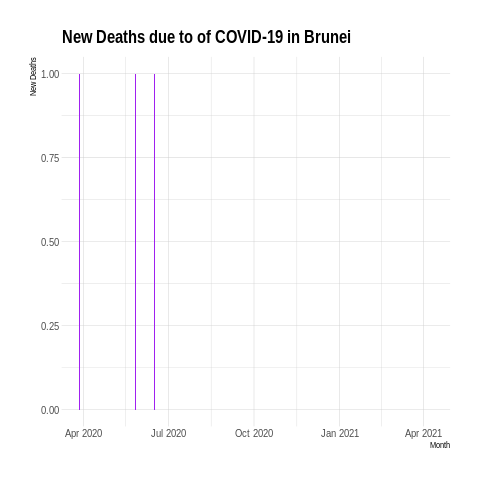 New Deaths due to of COVID-19 in Brunei
New Deaths
1.00
0.75
0.50
0.25
0.00
Apr 2020 Jul 2020 Oct 2020 Jan 2021 Apr 2021
Month